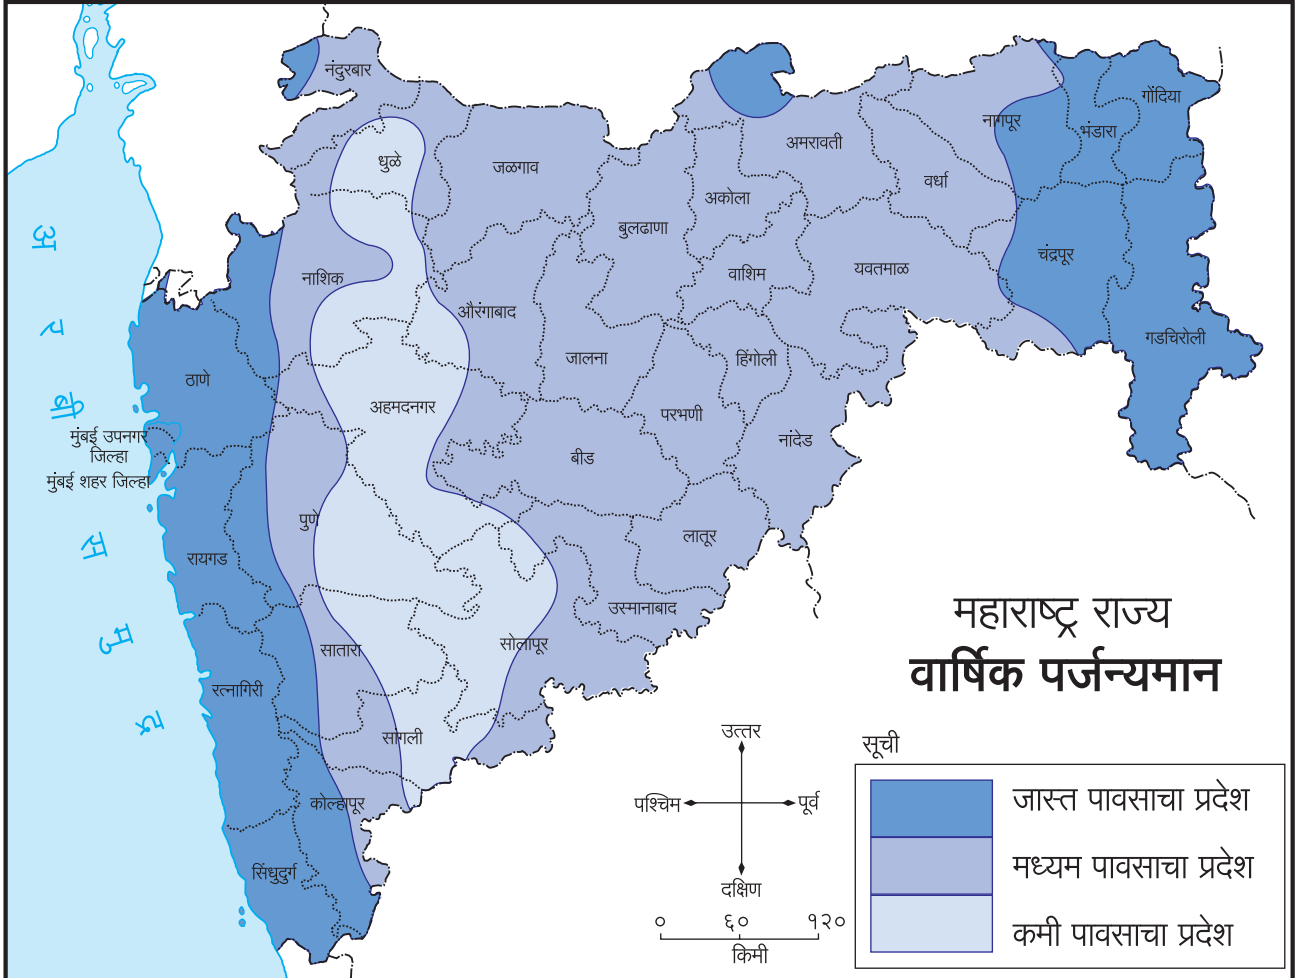 नंदुरबार
गोंदिया
नागपूर
भंडारा
अमरावती
धुळे
जळगाव
वर्धा
अकोला
बुलढाणा
अरबी समुद्र
चंद्रपूर
यवतमाळ
वाशिम
नाशिक
औरंगाबाद
गडचिरोली
जालना
हिंगोली
ठाणे
अहमदनगर
परभणी
मुंबई उपनगर
जिल्हा
नांदेड
बीड
मुंबई शहर जिल्हा
पुणे
लातूर
रायगड
उस्मानाबाद
सातारा
सोलापूर
रत्नागिरी
सांगली
कोल्हापूर
सिंधुदुर्ग
महाराष्ट्र राज्य
वार्षिक पर्जन्यमान
उत्तर
पश्चिम
पूर्व
दक्षिण
० ६० १२०
किमी
सूची
जास्त पावसाचा प्रदेश
मध्यम पावसाचा प्रदेश
कमी पावसाचा प्रदेश